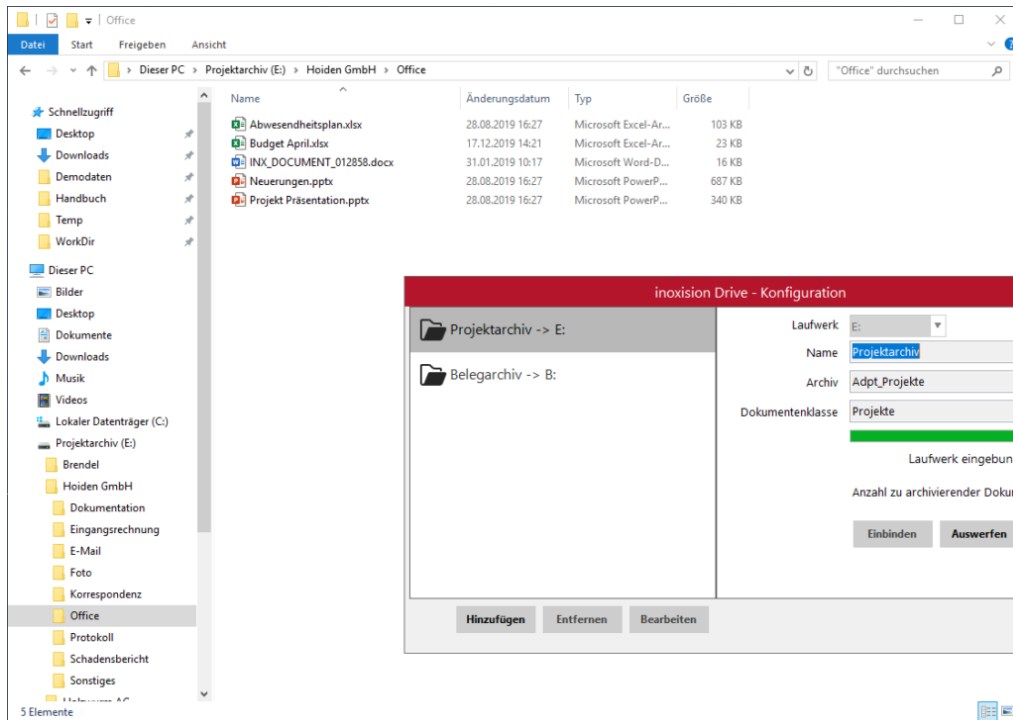 Office
Datei Start Freigeben Ansicht
Dieser PC > Projektarchiv (E:) > Hoiden GmbH > Office
"Office" durchsuchen
Name Änderungsdatum Typ Größe
Abwesendheitsplan.xlsx 28.08.2019 16:27 Microsoft Excel-Ar... 103 KB
Budget April.xlsx 17.12.2019 14:21 Microsoft Excel-Ar... 23 KB
INX_DOCUMENT_012858.docx 31.01.2019 10:17 Microsoft Word-D... 16 KB
Neuerungen.pptx 28.08.2019 16:27 Microsoft PowerP... 687 KB
Projekt Präsentation.pptx 28.08.2019 16:27 Microsoft PowerP... 340 KB
Schnellzugriff
Desktop
Downloads
Demodaten
Handbuch
Temp
WorkDir
Dieser PC
Bilder
Desktop
Dokumente
Downloads
Musik
Videos
Lokaler Datenträger (C:)
Projektarchiv (E:)
Brendel
Hoiden GmbH
Dokumentation
Eingangsrechnung
E-Mail
Foto
Korrespondenz
Office
Protokoll
Schadensbericht
Sonstiges
5 Elemente
inoxision Drive - Konfiguration
Projektarchiv -> E:
Belegarchiv -> B:
Laufwerk E:
Name Projektarchiv
Archiv Adpt_Projekte
Dokumentenklasse Projekte
Laufwerk eingebun
Anzahl zu archivierender Doku
Einbinden Auswerfen
Hinzufügen Entfernen Bearbeiten